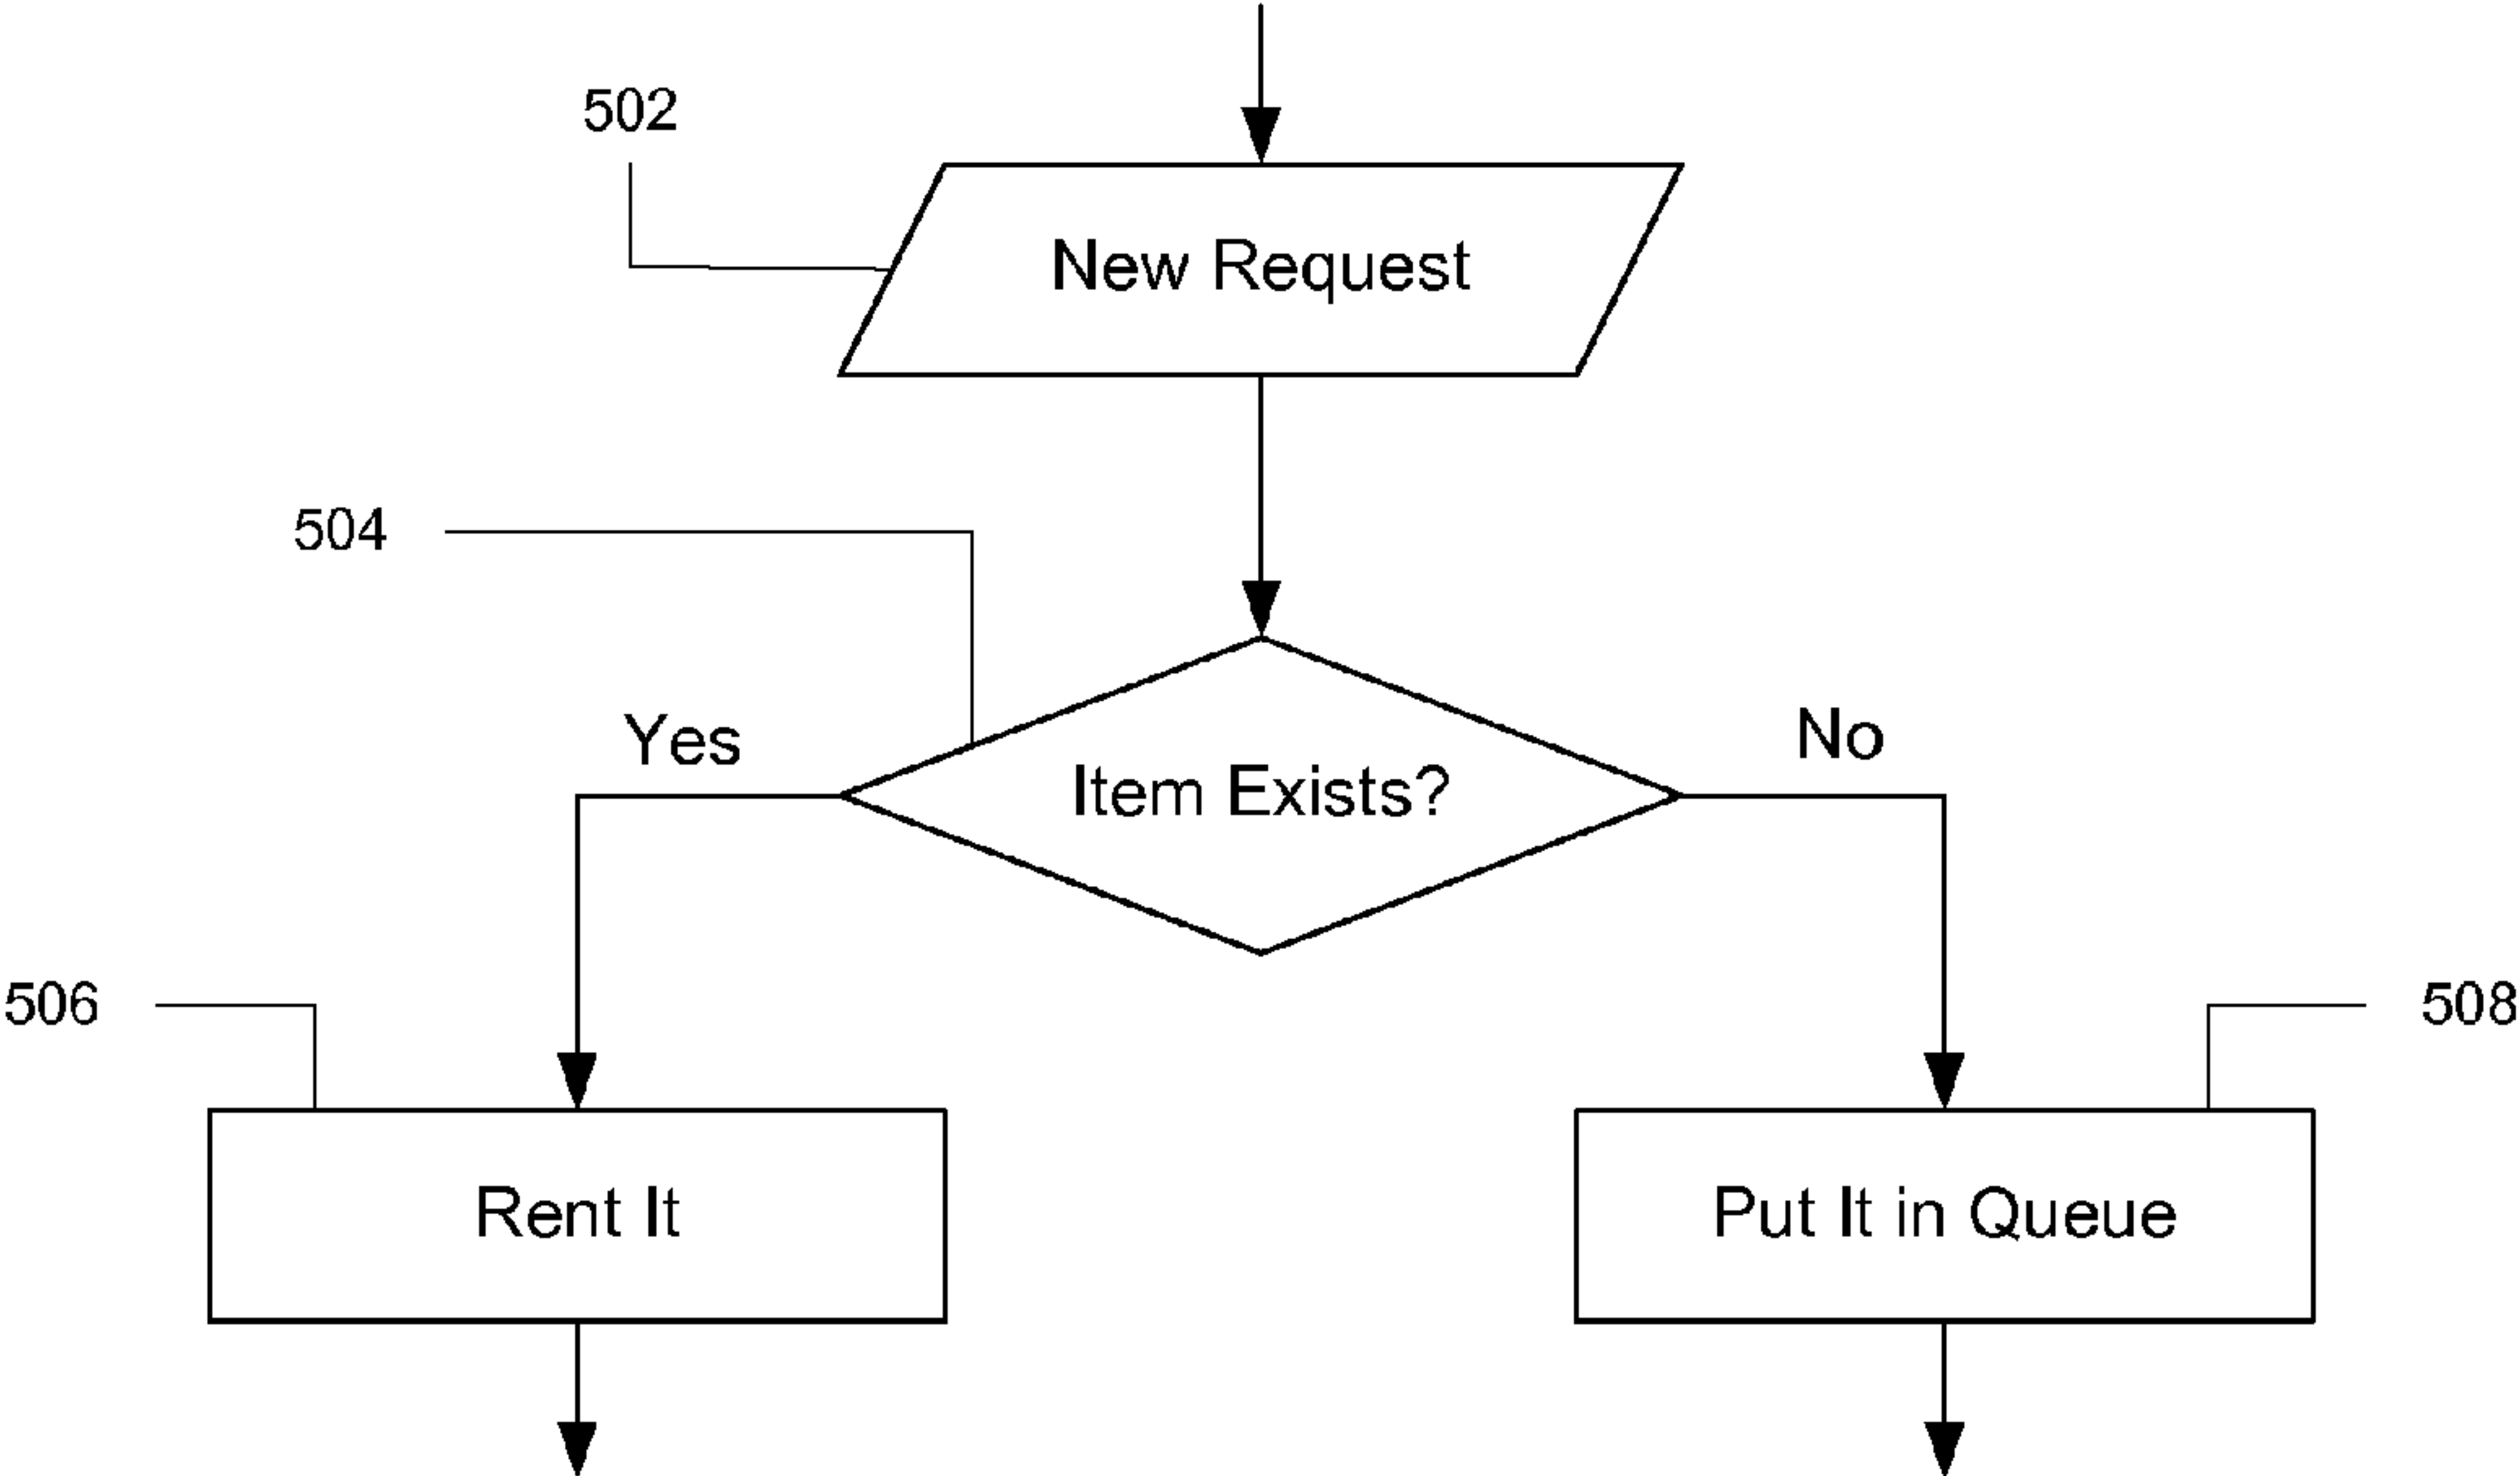 502
New Request
504
Yes
No
Item Exists?
506
508
Rent It
Put It in Queue